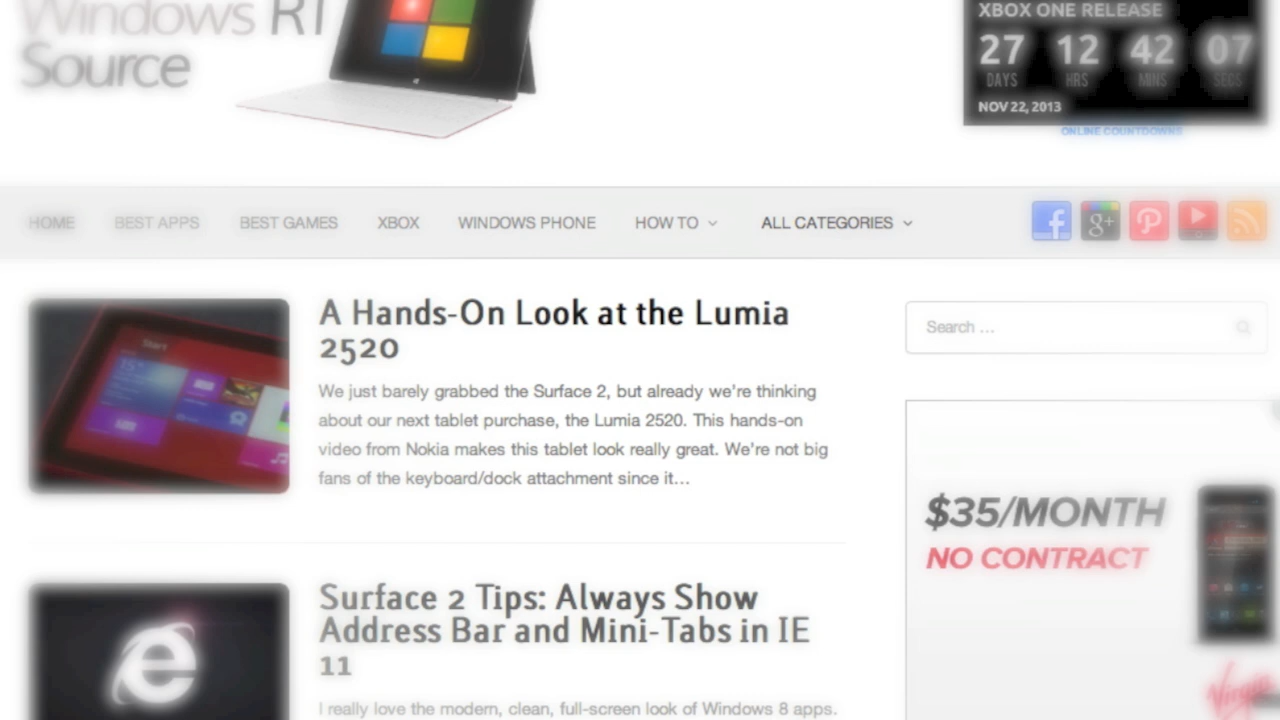 Windows RT
Source
XBOX ONE RELEASE
27 12 42 07
DAYS HRS MINS SECS
NOV 22, 2013
ONLINE COUNTDOWNS
HOME BEST APPS BEST GAMES XBOX WINDOWS PHONE HOW TO ALL CATEGORIES
A Hands-On Look at the Lumia
2520
We just barely grabbed the Surface 2, but already we're thinking
about our next tablet purchase, the Lumia 2520. This hands-on
video from Nokia makes this tablet look really great. We're not big
fans of the keyboard/dock attachment since it…
Search …
Start
$35/MONTH
NO CONTRACT
Virgin
Surface 2 Tips: Always Show
Address Bar and Mini-Tabs in IE
11
I really love the modern, clean, full-screen look of Windows 8 apps.